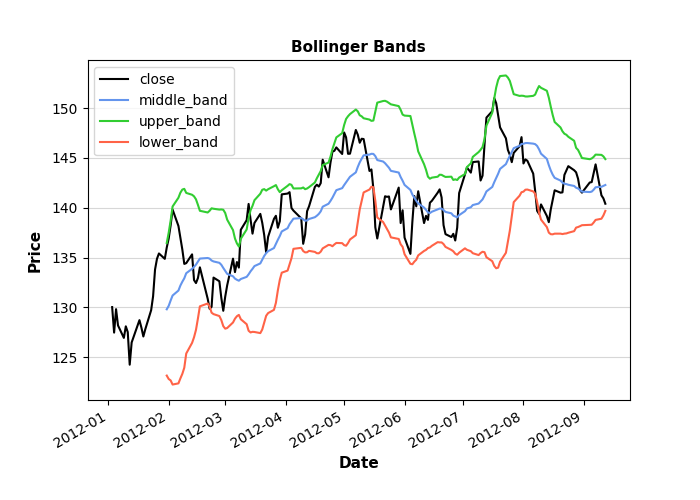 Bollinger Bands
close
middle_band
upper_band
lower_band
Price
150
145
140
135
130
125
2012-01
2012-02
2012-03
2012-04
2012-05
2012-06
2012-07
2012-08
2012-09
Date